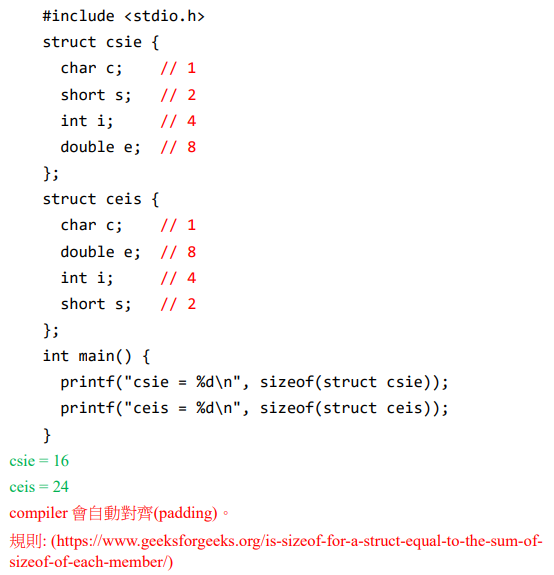 #include <stdio.h>
struct csie {
  char c;    // 1
  short s;   // 2
  int i;     // 4
  double e;  // 8
};
struct ceis {
  char c;    // 1
  double e;  // 8
  int i;     // 4
  short s;   // 2
};
int main() {
  printf("csie = %d\n", sizeof(struct csie));
  printf("ceis = %d\n", sizeof(struct ceis));
}
csie = 16
ceis = 24
compiler 會自動對齊(padding)。
規則: (https://www.geeksforgeeks.org/is-sizeof-for-a-struct-equal-to-the-sum-of-
sizeof-of-each-member/)